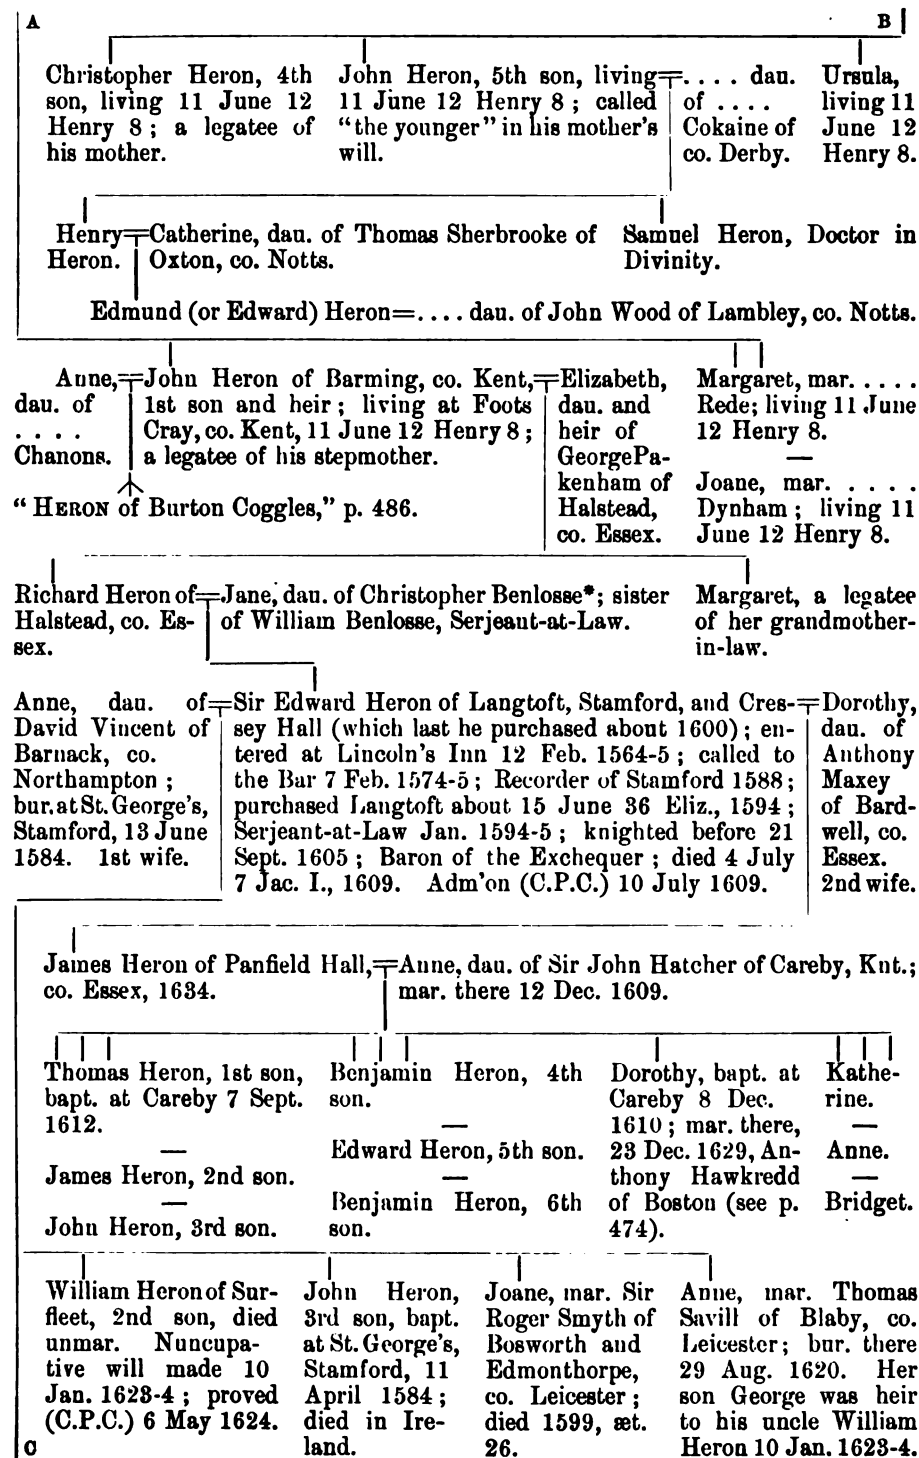 A B
Christopher Heron, 4th
son, living 11 June 12
Henry 8 ; a legatee of
his mother.
John Heron, 5th son, living
11 June 12 Henry 8 ; called
“the younger” in his mother’s
will.
=. . . . dau.
of . . . .
Cokaine of
co. Derby.
Ursula,
living 11
June 12
Henry 8.
Henry
Heron.
=Catherine, dau. of Thomas Sherbrooke of
Oxton, co. Notts.
Samuel Heron, Doctor in
Divinity.
Edmund (or Edward) Heron=. . . . dau. of John Wood of Lambley, co. Notts.
Anne,
dau. of
. . . .
Chanons.
=John Heron of Barming, co. Kent,
1st son and heir ; living at Foots
Cray, co. Kent, 11 June 12 Henry 8 ;
a legatee of his stepmother.
=Elizabeth,
dau. and
heir of
George Pa-
kenham of
Halstead,
co. Essex.
Margaret, mar. . . . .
Rede; living 11 June
12 Henry 8.
—
Joane, mar. . . . . .
Dynham ; living 11
June 12 Henry 8.
“ HERON of Burton Coggles,” p. 486.
Richard Heron of
Halstead, co. Es-
sex.
=Jane, dau. of Christopher Benlosse*; sister
of William Benlosse, Serjeant-at-Law.
Margaret, a legatee
of her grandmother-
in-law.
Anne, dau. of
David Vincent of
Barnack, co.
Northampton ;
bur. at St. George’s,
Stamford, 13 June
1584. 1st wife.
=Sir Edward Heron of Langtoft, Stamford, and Cres-
sey Hall (which last he purchased about 1600) ; en-
tered at Lincoln’s Inn 12 Feb. 1564-5 ; called to
the Bar 7 Feb. 1574-5 ; Recorder of Stamford 1588 ;
purchased Langtoft about 15 June 36 Eliz., 1594 ;
Serjeant-at-Law Jan. 1594-5 ; knighted before 21
Sept. 1605 ; Baron of the Exchequer ; died 4 July
7 Jac. I., 1609. Adm’on (C.P.C.) 10 July 1609.
=Dorothy,
dau. of
Anthony
Maxey
of Bard-
well, co.
Essex.
2nd wife.
James Heron of Panfield Hall,
co. Essex, 1634.
=Anne, dau. of Sir John Hatcher of Careby, Knt.;
mar. there 12 Dec. 1609.
Thomas Heron, 1st son,
bapt. at Careby 7 Sept.
1612.
—
James Heron, 2nd son.
—
John Heron, 3rd son.
Benjamin Heron, 4th
son.
—
Edward Heron, 5th son.
—
Benjamin Heron, 6th
son.
Dorothy, bapt. at
Careby 8 Dec.
1610 ; mar. there,
23 Dec. 1629, An-
thony Hawkredd
of Boston (see p.
474).
Kathe-
rine.
—
Anne.
—
Bridget.
William Heron of Sur-
fleet, 2nd son, died
unmar. Nuncupa-
tive will made 10
Jan. 1623-4 ; proved
(C.P.C.) 6 May 1624.
John Heron,
3rd son, bapt.
at St. George’s,
Stamford, 11
April 1584 ;
died in Ire-
land.
Joane, mar. Sir
Roger Smyth of
Bosworth and
Edmonthorpe,
co. Leicester ;
died 1599, æt.
26.
Anne, mar. Thomas
Savill of Blaby, co.
Leicester; bur. there
29 Aug. 1620. Her
son George was heir
to his uncle William
Heron 10 Jan. 1623-4.
C